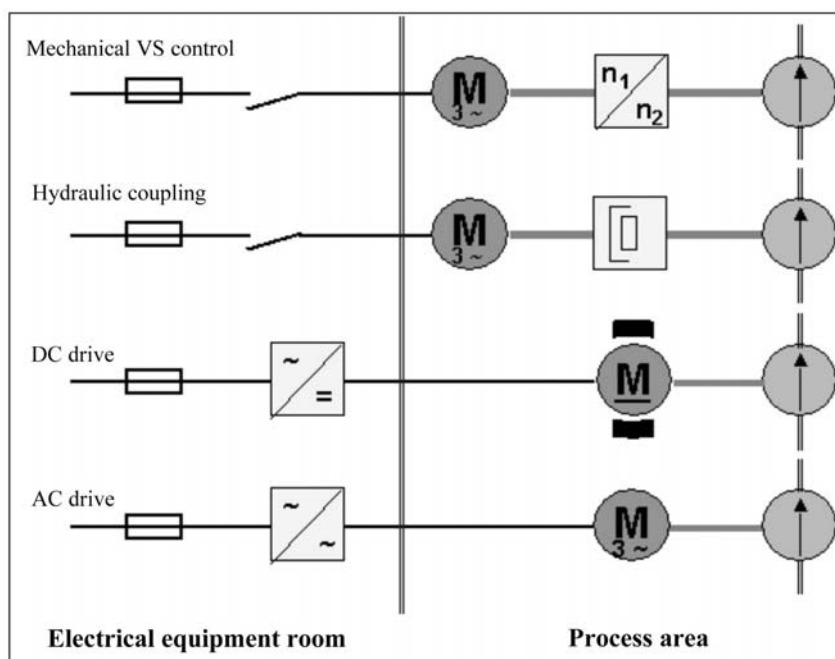 Mechanical VS control
M
3 ~
n1
n2
Hydraulic coupling
M
3 ~
DC drive
~
=
M
AC drive
~
~
M
3 ~
Electrical equipment room
Process area